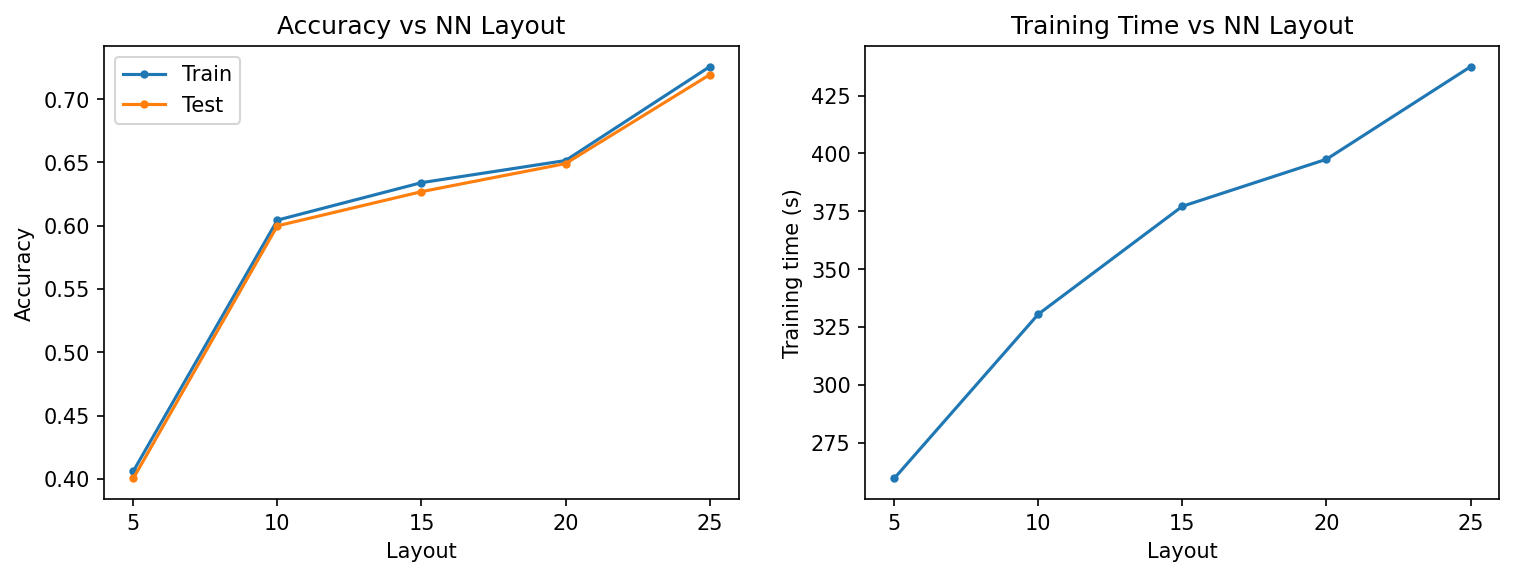 Accuracy vs NN Layout
Train
Test
0.70
0.65
0.60
0.55
0.50
0.45
0.40
Accuracy
5 10 15 20 25
Layout
Training Time vs NN Layout
425
400
375
350
325
300
275
Training time (s)
5 10 15 20 25
Layout